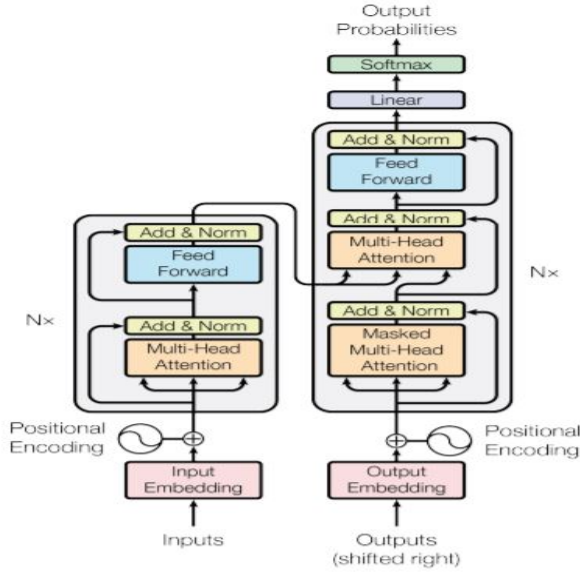 Output
Probabilities
Softmax
Linear
Add & Norm
Feed
Forward
Add & Norm
Multi-Head
Attention
Add & Norm
Masked
Multi-Head
Attention
Nx
Add & Norm
Feed
Forward
Add & Norm
Multi-Head
Attention
Nx
Positional
Encoding
Positional
Encoding
Input
Embedding
Output
Embedding
Inputs
Outputs
(shifted right)